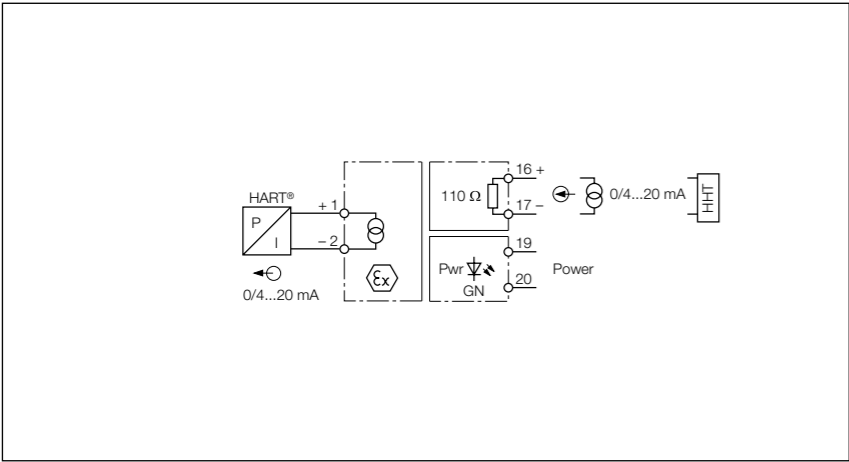 HART®
P
I
0/4...20 mA
+ 1
– 2
Ex
110 Ω
16 +
17 –
0/4...20 mA
HHT
Pwr
GN
19
20
Power